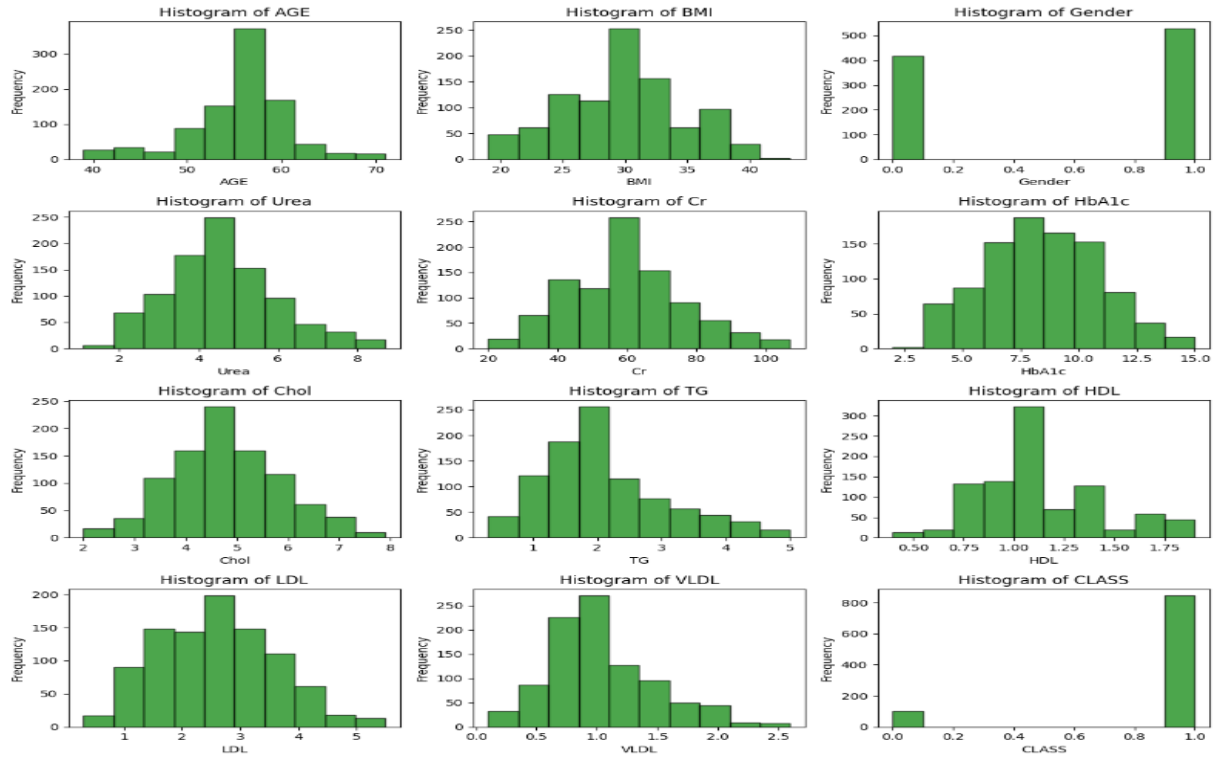 Histogram of AGE
Frequency
300
200
100
0
40 50 60 70
AGE
Histogram of BMI
Frequency
250
200
150
100
50
0
20 25 30 35 40
BMI
Histogram of Gender
Frequency
500
400
300
200
100
0
0.0 0.2 0.4 0.6 0.8 1.0
Gender
Histogram of Urea
Frequency
250
200
150
100
50
0
2 4 6 8
Urea
Histogram of Cr
Frequency
250
200
150
100
50
0
20 40 60 80 100
Cr
Histogram of HbA1c
Frequency
150
100
50
0
2.5 5.0 7.5 10.0 12.5 15.0
HbA1c
Histogram of Chol
Frequency
250
200
150
100
50
0
2 3 4 5 6 7 8
Chol
Histogram of TG
Frequency
250
200
150
100
50
0
1 2 3 4 5
TG
Histogram of HDL
Frequency
300
250
200
150
100
50
0
0.50 0.75 1.00 1.25 1.50 1.75
HDL
Histogram of LDL
Frequency
200
150
100
50
0
1 2 3 4 5
LDL
Histogram of VLDL
Frequency
250
200
150
100
50
0
0.0 0.5 1.0 1.5 2.0 2.5
VLDL
Histogram of CLASS
Frequency
800
600
400
200
0
0.0 0.2 0.4 0.6 0.8 1.0
CLASS